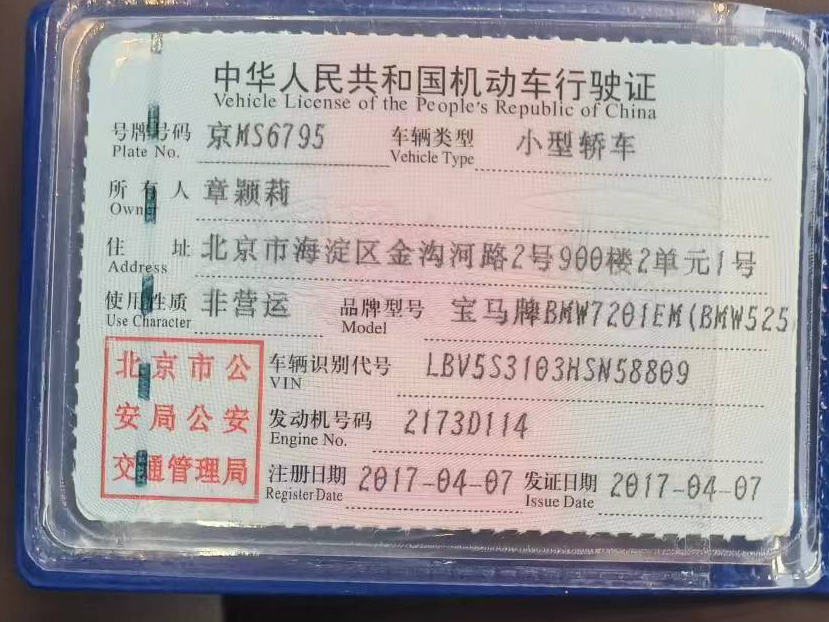 中华人民共和国机动车行驶证
Vehicle License of the People's Republic of China
号牌号码 京MS6795 车辆类型 小型轿车
Plate No. Vehicle Type
所有人 章颖莉
Owner
住址 北京市海淀区金沟河路2号900楼2单元1号
Address
使用性质 非营运 品牌型号 宝马牌BMW7201EM(BMW525
Use Character Model
北京市公安局公安交通管理局
车辆识别代号 LBV5S3103HSN58809
VIN
发动机号码 2173D114
Engine No.
注册日期 2017-04-07 发证日期 2017-04-07
Register Date Issue Date